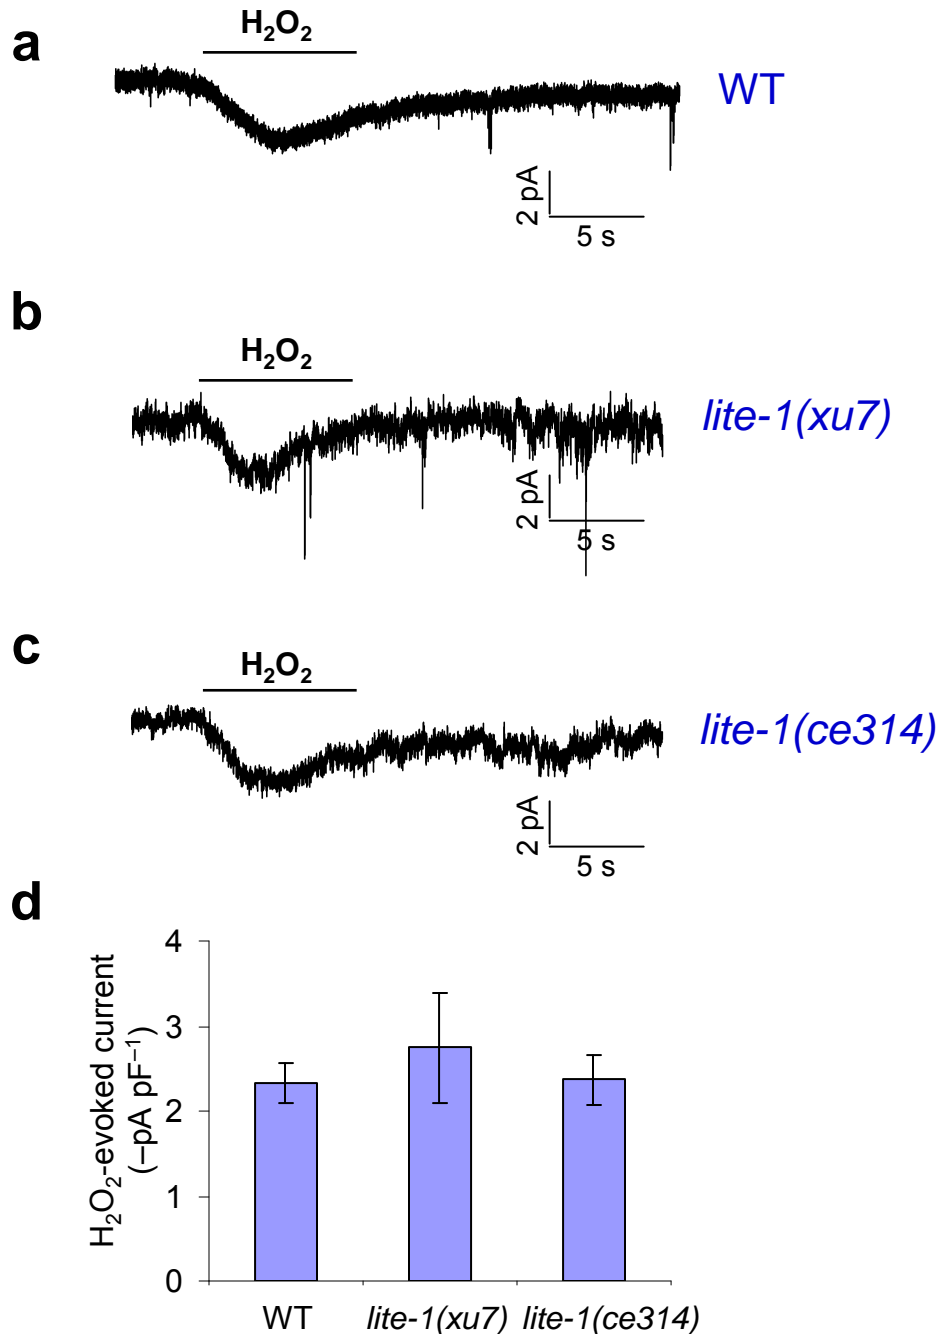 a
H₂O₂
WT
2 pA
5 s
b
H₂O₂
lite-1(xu7)
2 pA
5 s
c
H₂O₂
lite-1(ce314)
2 pA
5 s
d
H₂O₂-evoked current
(–pA pF⁻¹)
4
3
2
1
0
WT lite-1(xu7) lite-1(ce314)